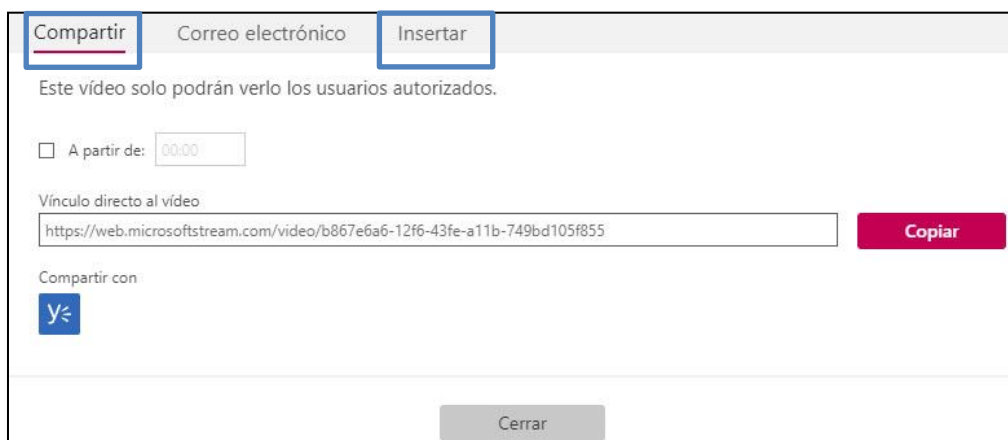 Compartir Correo electrónico Insertar
Este vídeo solo podrán verlo los usuarios autorizados.
A partir de: 00:00
Vínculo directo al vídeo
https://web.microsoftstream.com/video/b867e6a6-12f6-43fe-a11b-749bd105f855 Copiar
Compartir con
Cerrar